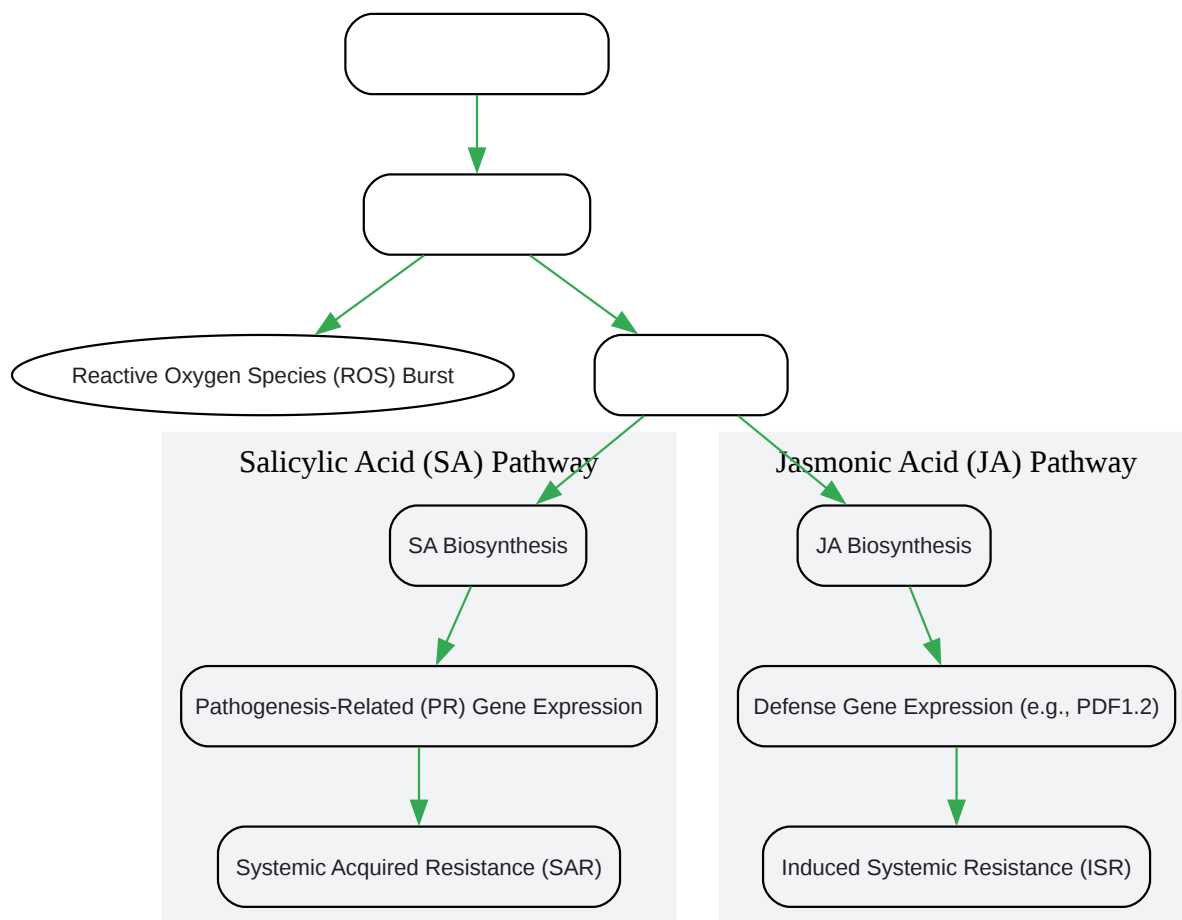 Reactive Oxygen Species (ROS) Burst
Salicylic Acid (SA) Pathway
Jasmonic Acid (JA) Pathway
SA Biosynthesis
JA Biosynthesis
Pathogenesis-Related (PR) Gene Expression
Defense Gene Expression (e.g., PDF1.2)
Systemic Acquired Resistance (SAR)
Induced Systemic Resistance (ISR)